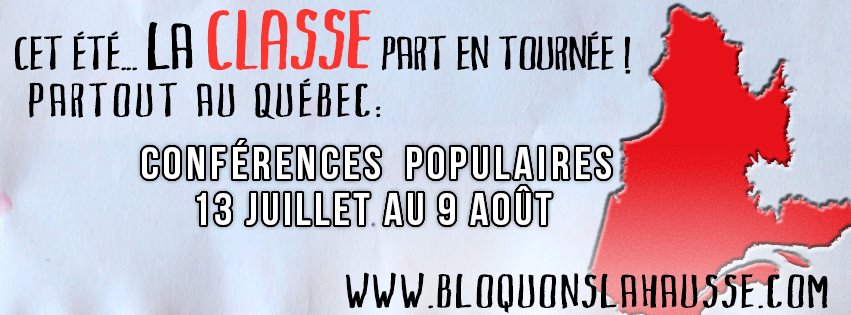 CET ÉTÉ... LA CLASSE PART EN TOURNÉE !
PARTOUT AU QUÉBEC:
CONFÉRENCES POPULAIRES
13 JUILLET AU 9 AOÛT
WWW.BLOQUONSLAHAUSSE.COM